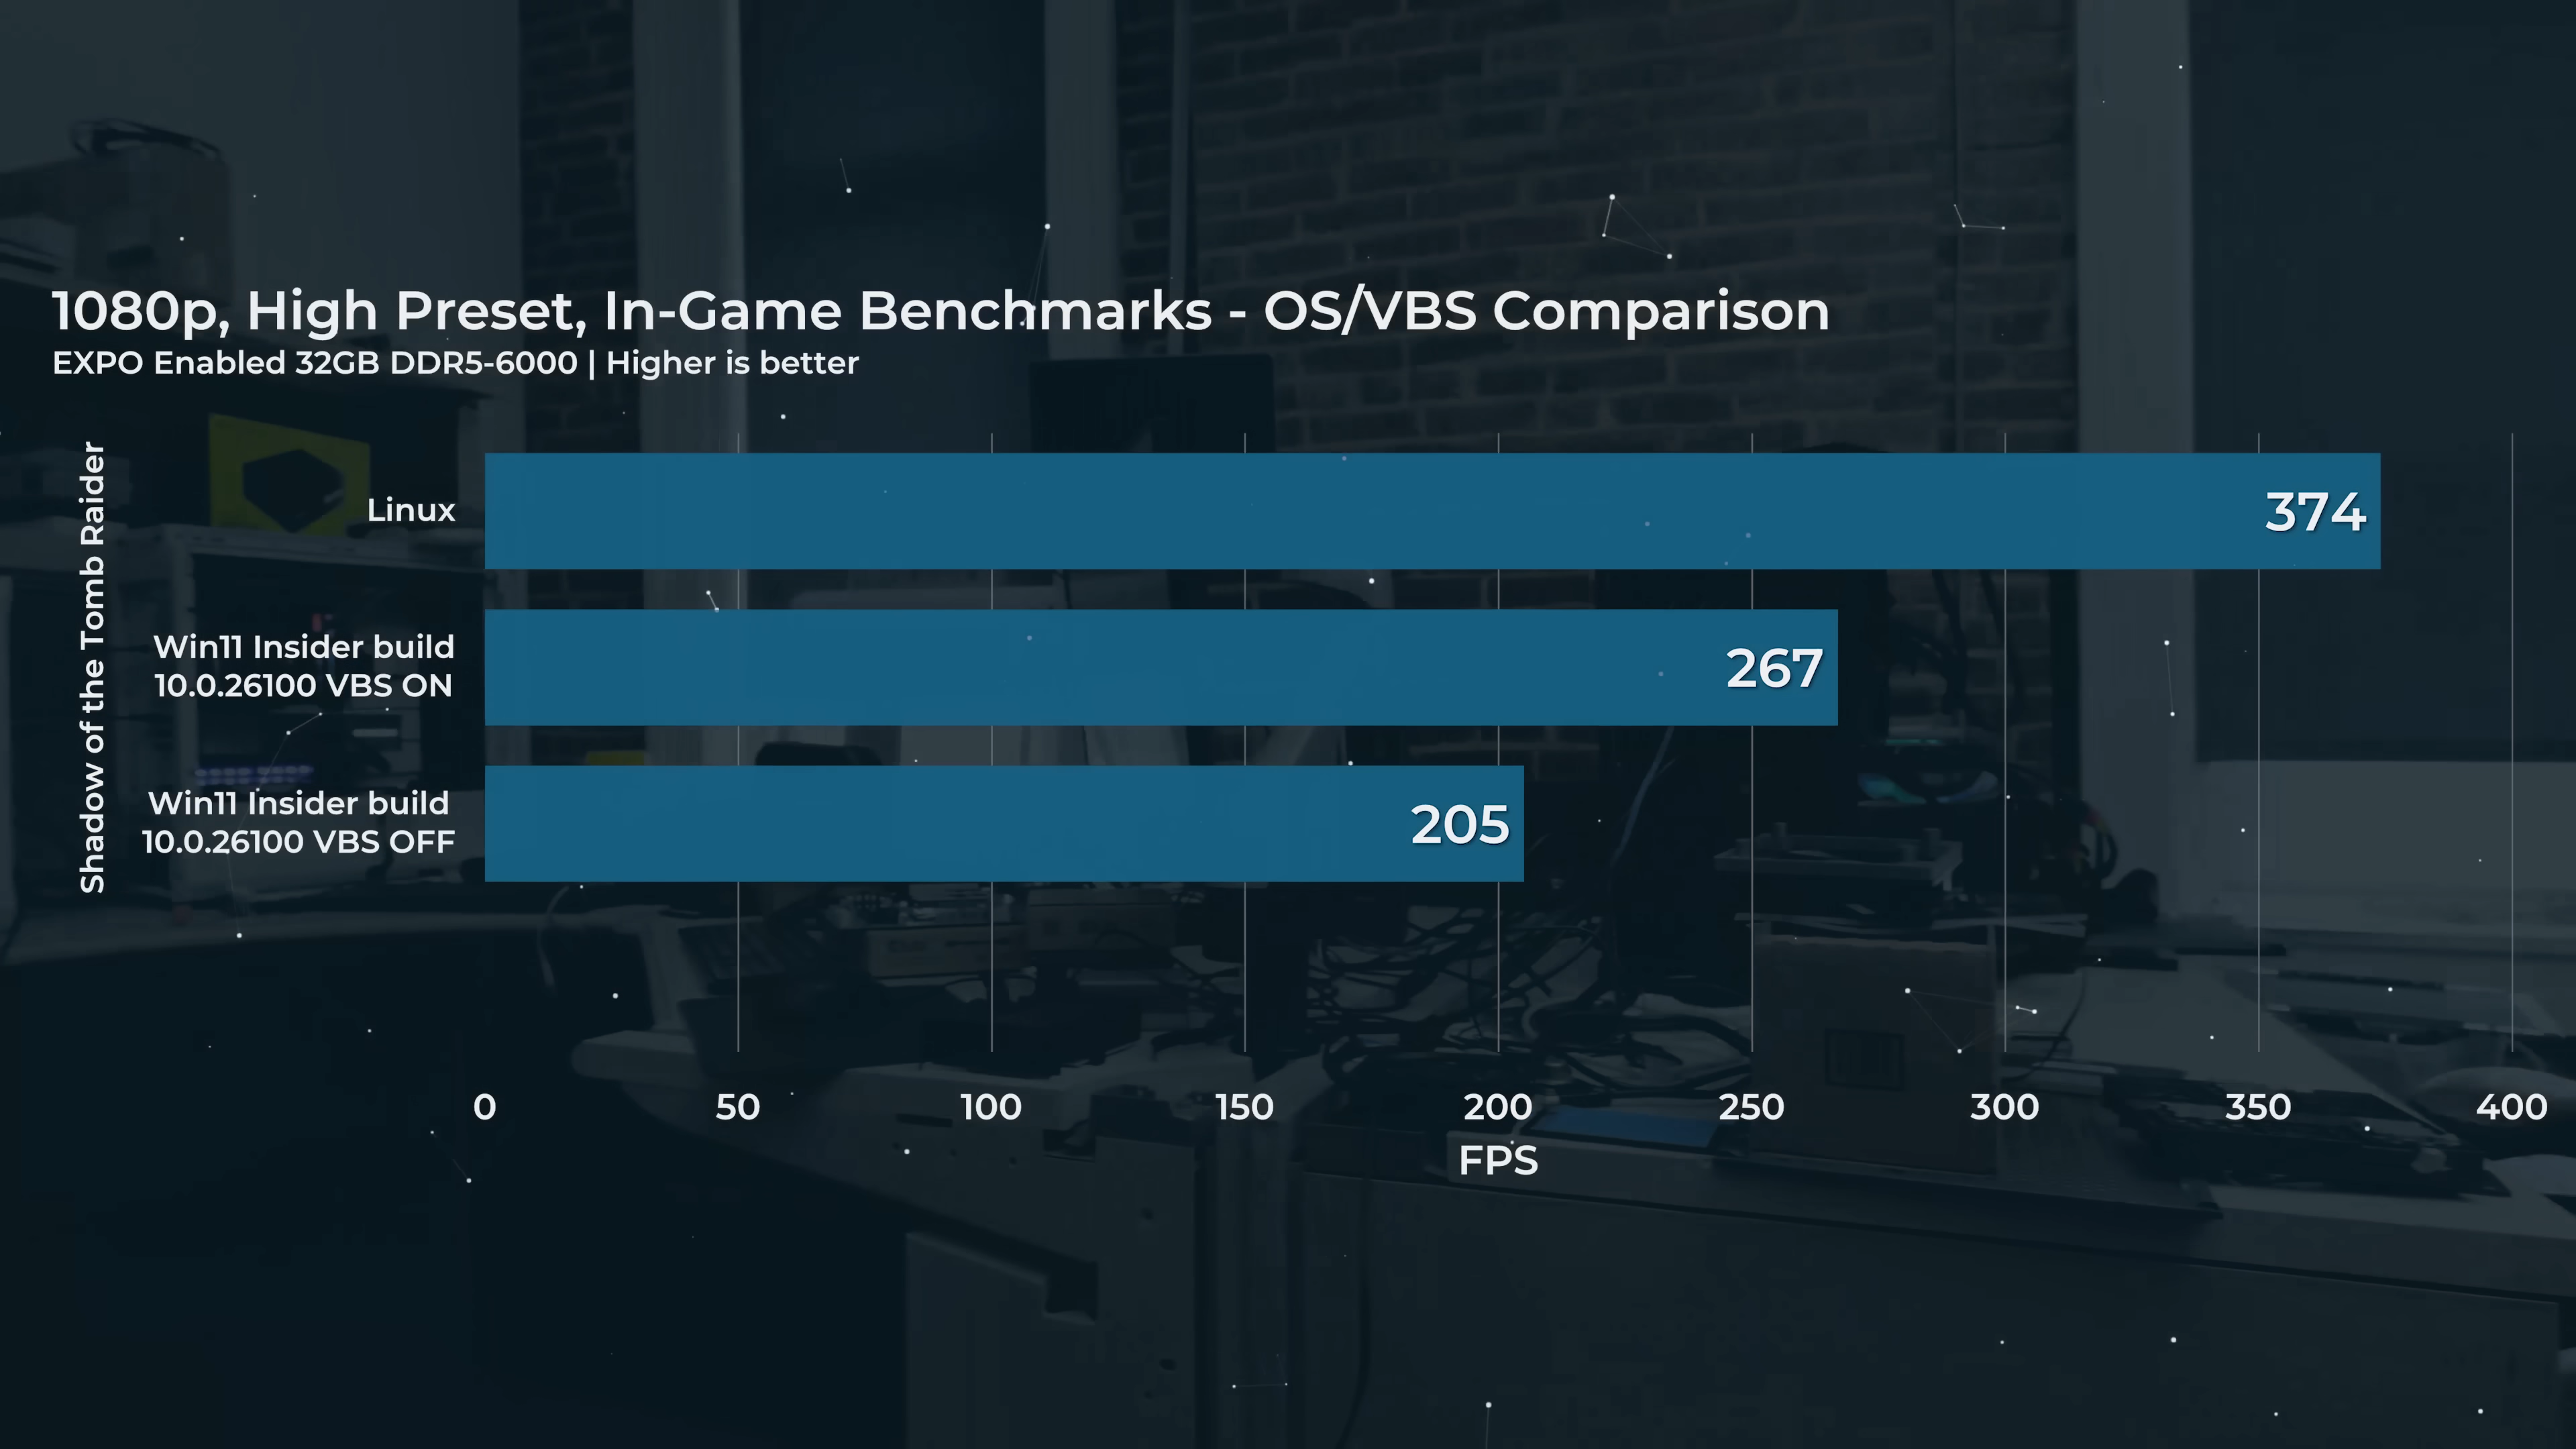 1080p, High Preset, In-Game Benchmarks - OS/VBS Comparison
EXPO Enabled 32GB DDR5-6000 | Higher is better
Shadow of the Tomb Raider
Linux
374
Win11 Insider build
10.0.26100 VBS ON
267
Win11 Insider build
10.0.26100 VBS OFF
205
0 50 100 150 200 250 300 350 400
FPS